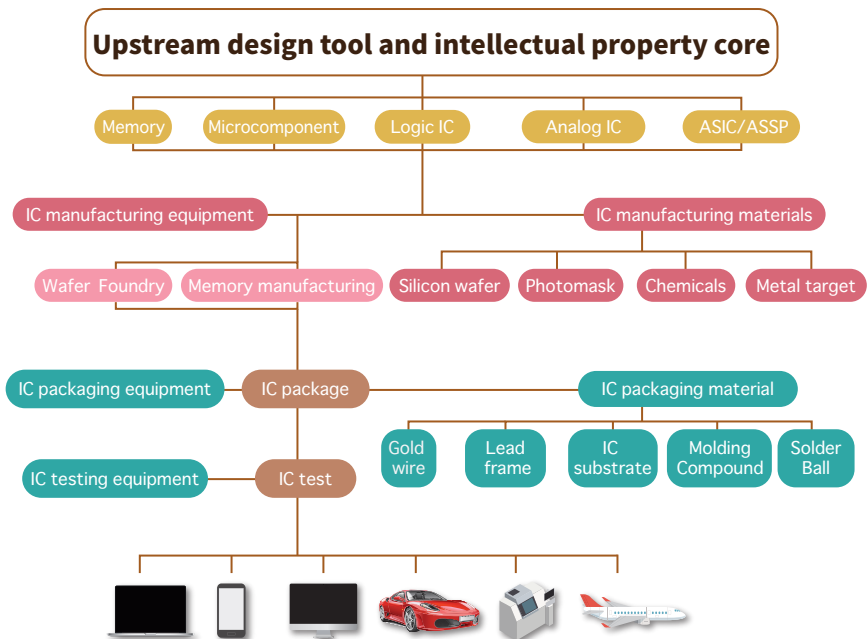 Upstream design tool and intellectual property core
Memory
Microcomponent
Logic IC
Analog IC
ASIC/ASSP
IC manufacturing equipment
IC manufacturing materials
Wafer Foundry
Memory manufacturing
Silicon wafer
Photomask
Chemicals
Metal target
IC packaging equipment
IC package
IC packaging material
Gold
wire
Lead
frame
IC
substrate
Molding
Compound
Solder
Ball
IC testing equipment
IC test